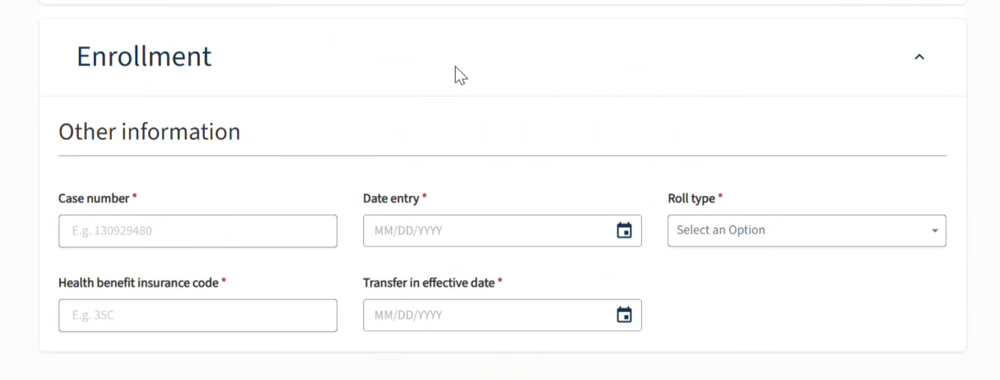 Enrollment
Other information
Case number *
Date entry *
Roll type *
E.g. 130929480
MM/DD/YYYY
Select an Option
Health benefit insurance code *
Transfer in effective date *
E.g. 35C
MM/DD/YYYY